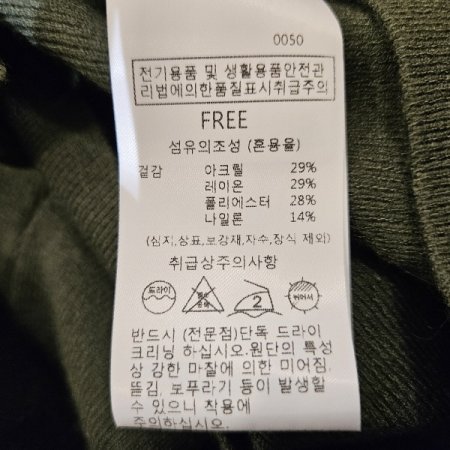 0050
전기용품 및 생활용품안전관
리법에의한품질표시취급주의
FREE
섬유의조성 (혼용율)
겉감 아크릴 29%
레이온 29%
폴리에스터 28%
나일론 14%
(심지,상표,보강재,자수,장식 제외)
취급상주의사항
드라이
2
뉘어서
반드시 (전문점)단독 드라이
크리닝 하십시오.원단의 특성
상 강한 마찰에 의한 미어짐,
뜯김, 보푸라기 등이 발생할
수 있으니 착용에
주의하십시오.